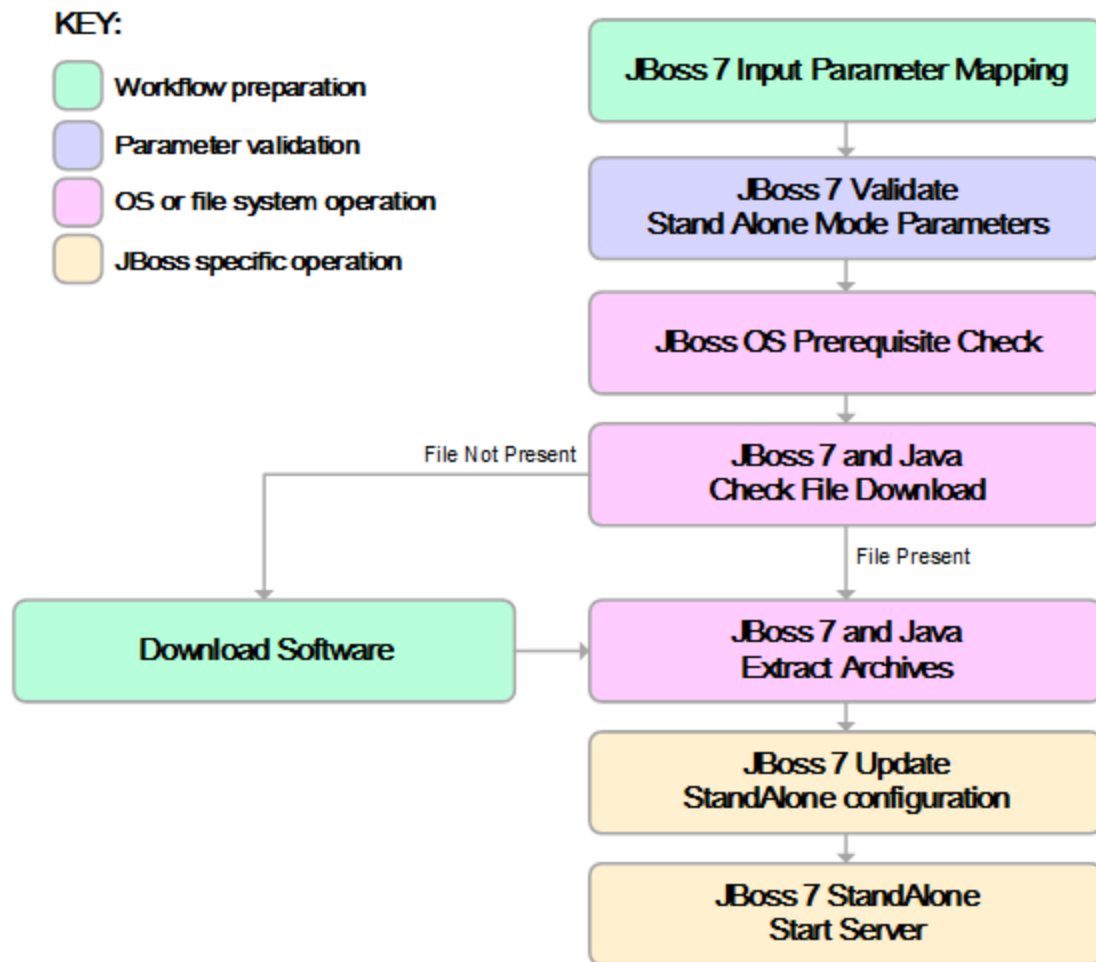 KEY:
Workflow preparation
Parameter validation
OS or file system operation
JBoss specific operation
JBoss 7 Input Parameter Mapping
JBoss 7 Validate
Stand Alone Mode Parameters
JBoss OS Prerequisite Check
File Not Present
JBoss 7 and Java
Check File Download
File Present
Download Software
JBoss 7 and Java
Extract Archives
JBoss 7 Update
StandAlone configuration
JBoss 7 StandAlone
Start Server